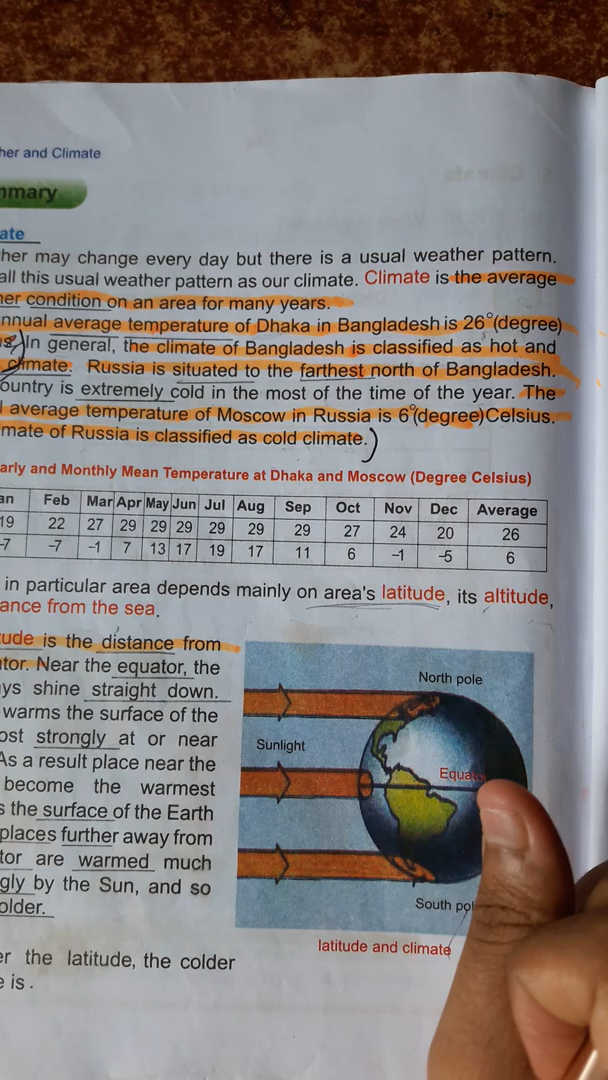 her and Climate
mmary
ate
her may change every day but there is a usual weather pattern.
all this usual weather pattern as our climate. Climate is the average
her condition on an area for many years.
nnual average temperature of Dhaka in Bangladesh is 26°(degree)
In general, the climate of Bangladesh is classified as hot and
climate. Russia is situated to the farthest north of Bangladesh.
ountry is extremely cold in the most of the time of the year. The
l average temperature of Moscow in Russia is 6°(degree)Celsius.
mate of Russia is classified as cold climate.
arly and Monthly Mean Temperature at Dhaka and Moscow (Degree Celsius)
an Feb Mar Apr May Jun Jul Aug Sep Oct Nov Dec Average
19 22 27 29 29 29 29 29 29 27 24 20 26
-7 -7 -1 7 13 17 19 17 11 6 -1 -5 6
in particular area depends mainly on area's latitude, its altitude,
ance from the sea.
tude is the distance from
ator. Near the equator, the
ys shine straight down.
warms the surface of the
ost strongly at or near
As a result place near the
become the warmest
s the surface of the Earth
places further away from
tor are warmed much
gly by the Sun, and so
older.
er the latitude, the colder
e is .
North pole
Sunlight
Equato
South pol
latitude and climate